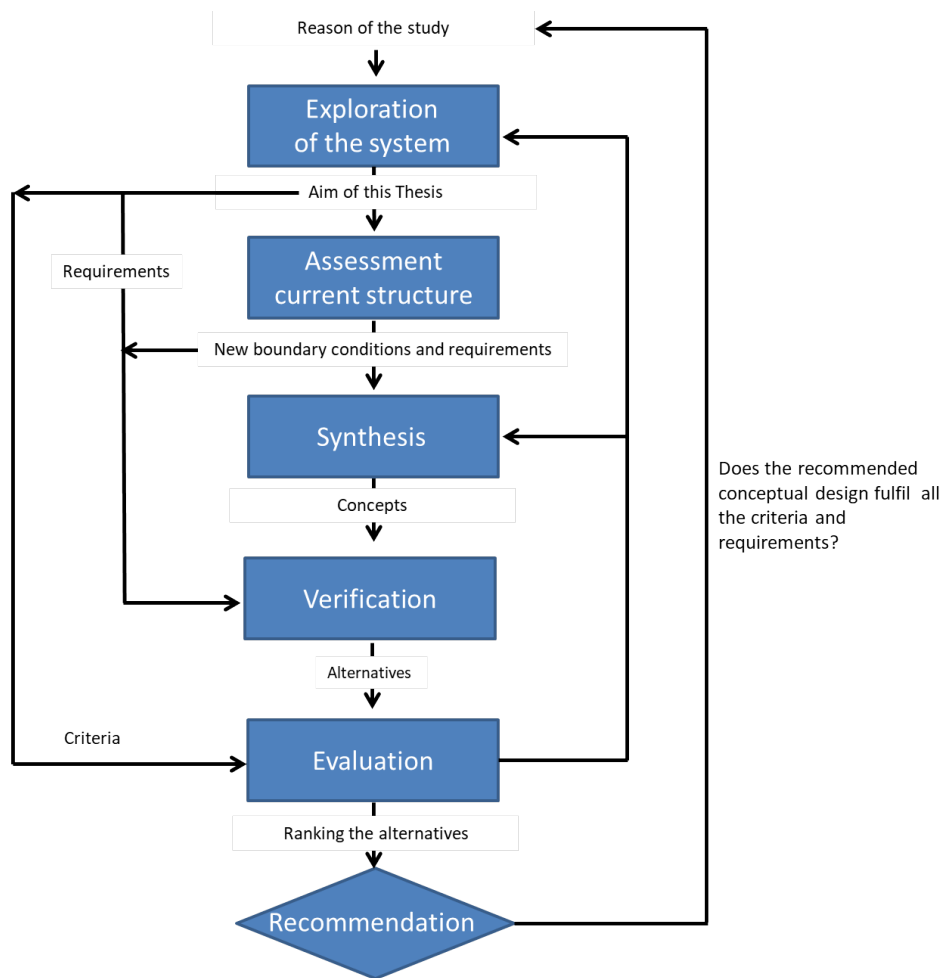 Reason of the study
Exploration
of the system
Aim of this Thesis
Requirements
Assessment
current structure
New boundary conditions and requirements
Synthesis
Concepts
Does the recommended
conceptual design fulfil all
the criteria and
requirements?
Verification
Alternatives
Criteria
Evaluation
Ranking the alternatives
Recommendation